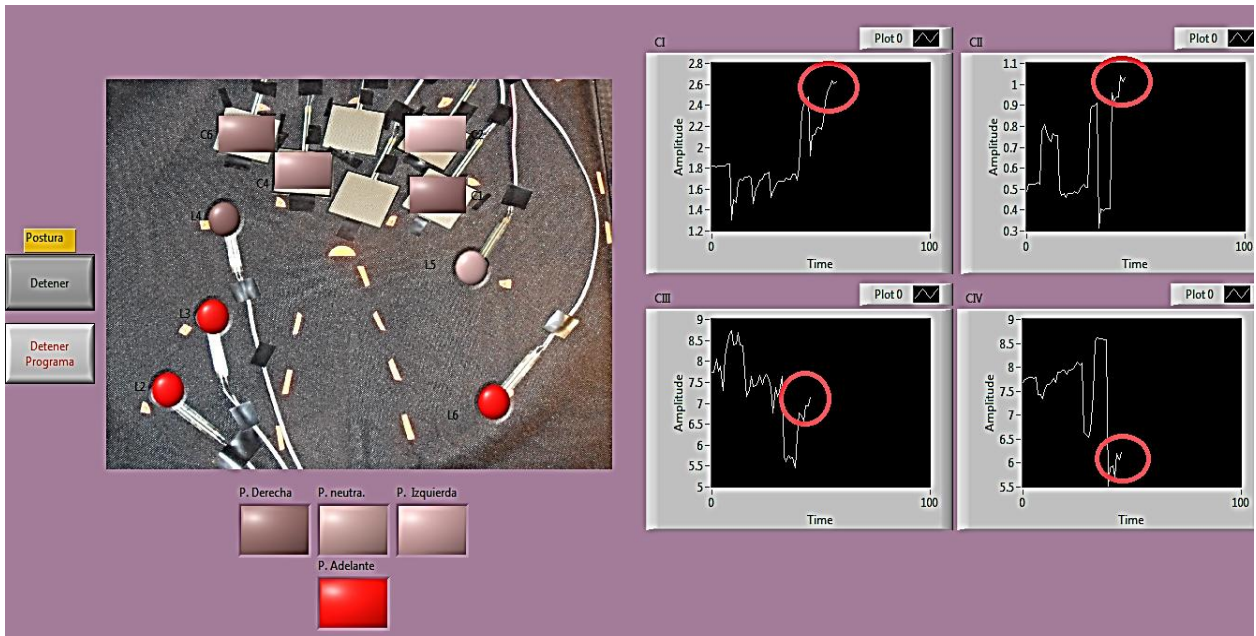 Postura
Detener
Detener
Programa
C6
C2
C4
C1
L4
L5
L3
L2
L6
P. Derecha
P. neutra.
P. Izquierda
P. Adelante
CI
Plot 0
Amplitude
2.8
2.6
2.4
2.2
2
1.8
1.6
1.4
1.2
0
100
Time
CII
Plot 0
Amplitude
1.1
1
0.9
0.8
0.7
0.6
0.5
0.4
0.3
0
100
Time
CIII
Plot 0
Amplitude
9
8.5
8
7.5
7
6.5
6
5.5
5
0
100
Time
CIV
Plot 0
Amplitude
9
8.5
8
7.5
7
6.5
6
5.5
0
100
Time